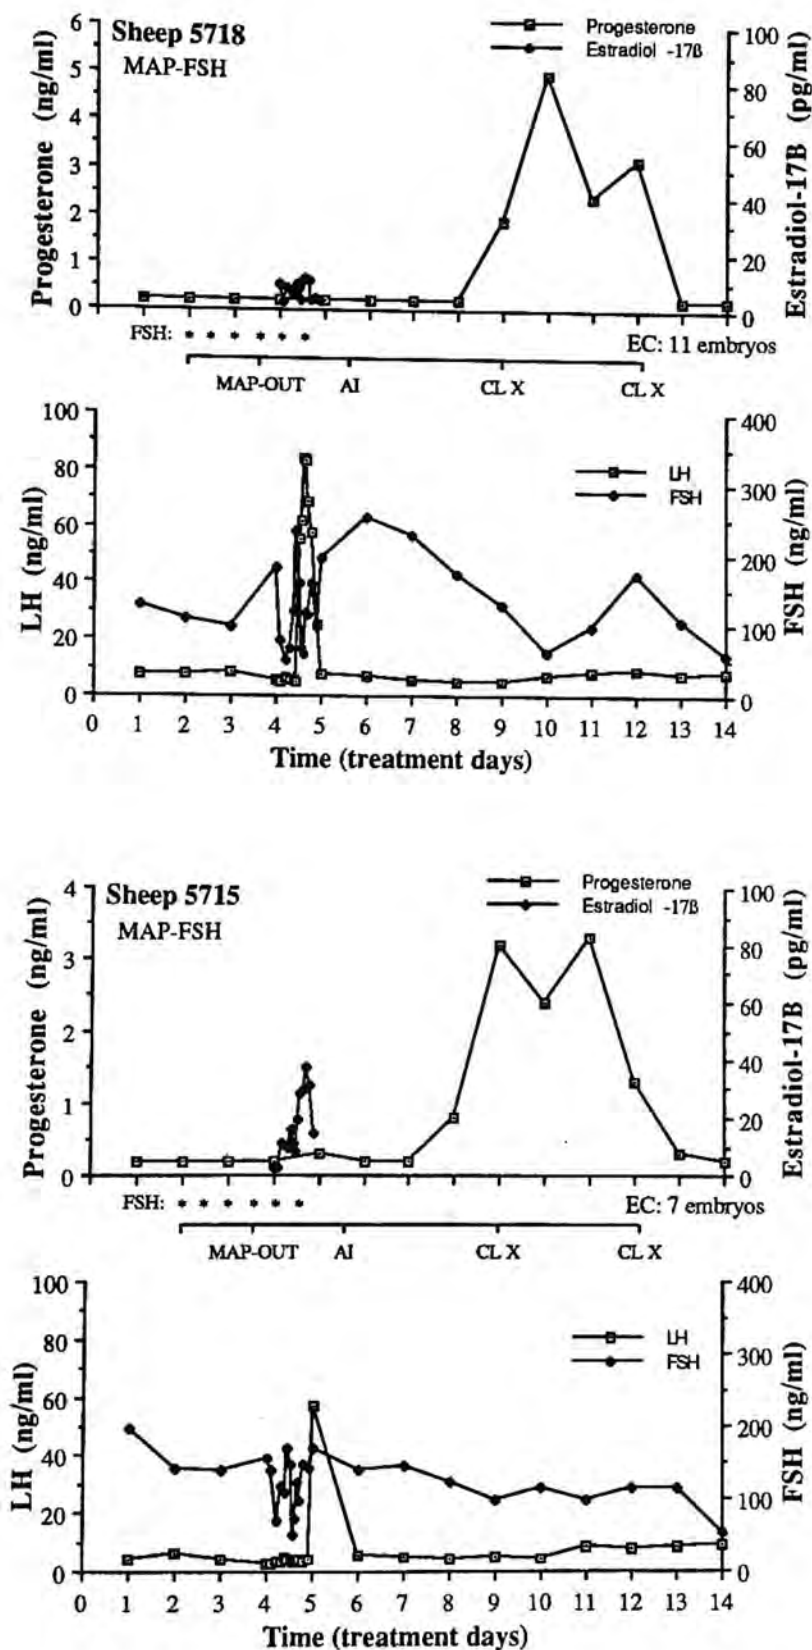 Sheep 5718
MAP-FSH
Progesterone
Estradiol -17ß
Progesterone (ng/ml)
6
5
4
3
2
1
0
Estradiol-17B (pg/ml)
100
80
60
40
20
0
FSH: * * * * * *
EC: 11 embryos
MAP-OUT AI CL X CL X
LH
FSH
LH (ng/ml)
100
80
60
40
20
0
FSH (ng/ml)
400
300
200
100
0
0 1 2 3 4 5 6 7 8 9 10 11 12 13 14
Time (treatment days)
Sheep 5715
MAP-FSH
Progesterone
Estradiol -17ß
Progesterone (ng/ml)
4
3
2
1
0
Estradiol-17B (pg/ml)
100
80
60
40
20
0
FSH: * * * * * *
EC: 7 embryos
MAP-OUT AI CL X CL X
LH
FSH
LH (ng/ml)
100
80
60
40
20
0
FSH (ng/ml)
400
300
200
100
0
0 1 2 3 4 5 6 7 8 9 10 11 12 13 14
Time (treatment days)